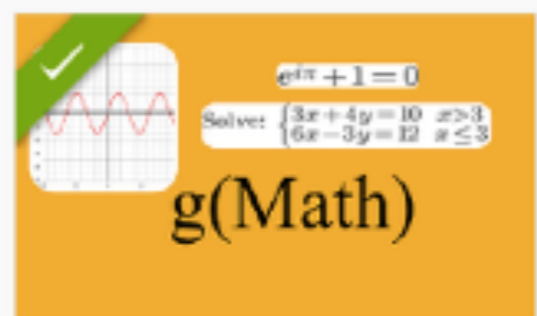 e^{iπ} + 1 = 0
Solve: { 3x + 4y = 10 x > 3
6x − 3y = 12 x ≤ 3
g(Math)